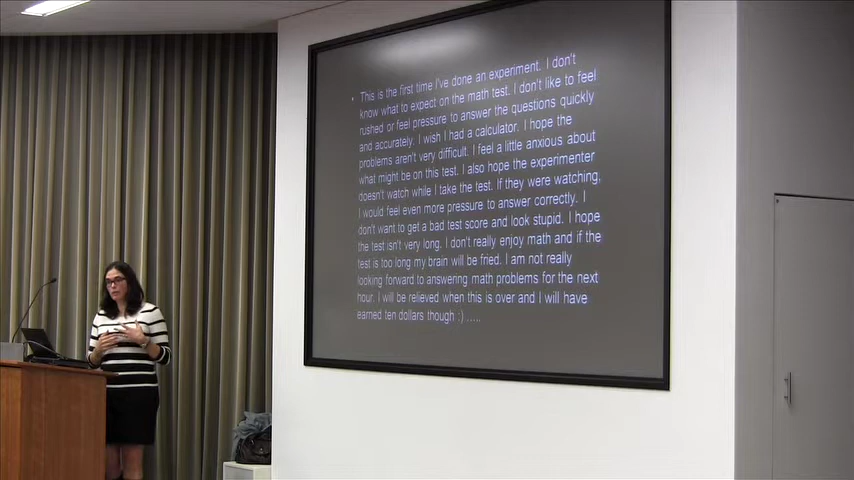 • This is the first time I've done an experiment. I don't
know what to expect on the math test. I don't like to feel
rushed or feel pressure to answer the questions quickly
and accurately. I wish I had a calculator. I hope the
problems aren't very difficult. I feel a little anxious about
what might be on this test. I also hope the experimenter
doesn't watch while I take the test. If they were watching,
I would feel even more pressure to answer correctly. I
don't want to get a bad test score and look stupid. I hope
the test isn't very long. I don't really enjoy math and if the
test is too long my brain will be fried. I am not really
looking forward to answering math problems for the next
hour. I will be relieved when this is over and I will have
earned ten dollars though :) .....